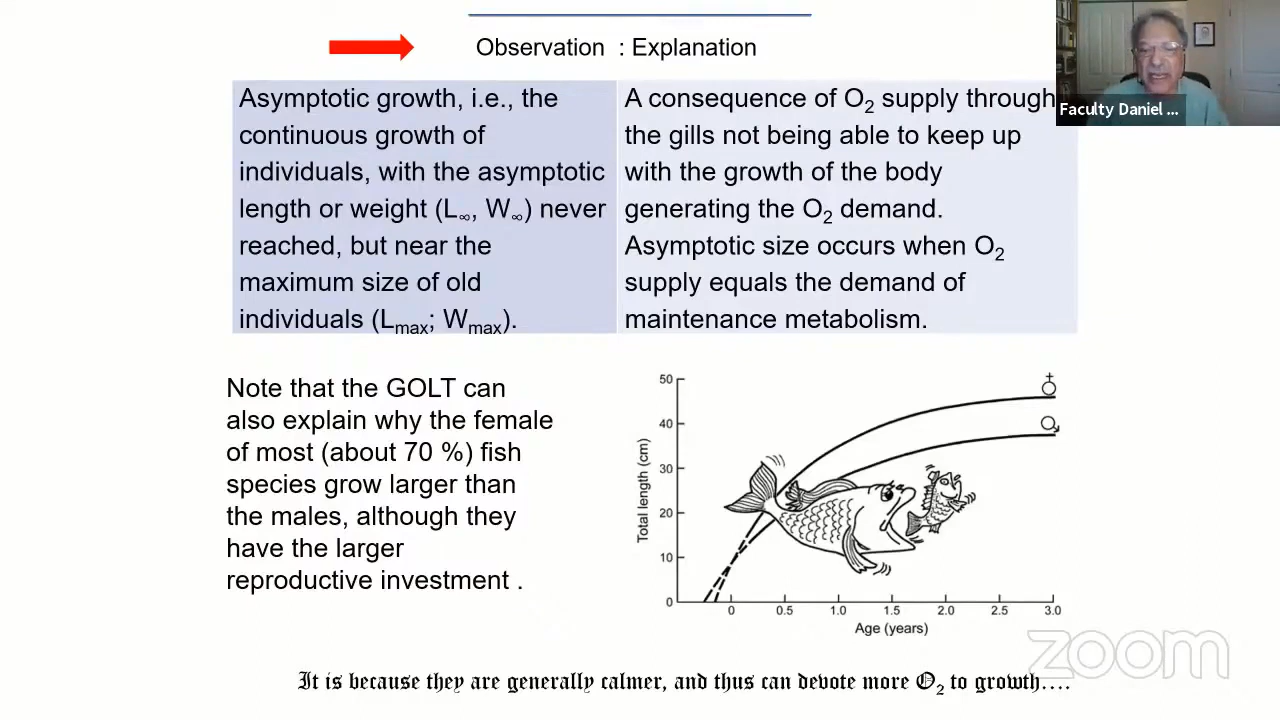 Observation : Explanation
Faculty Daniel ...
Asymptotic growth, i.e., the
continuous growth of
individuals, with the asymptotic
length or weight (L∞, W∞) never
reached, but near the
maximum size of old
individuals (Lmax; Wmax).
A consequence of O₂ supply through
the gills not being able to keep up
with the growth of the body
generating the O₂ demand.
Asymptotic size occurs when O₂
supply equals the demand of
maintenance metabolism.
Note that the GOLT can
also explain why the female
of most (about 70 %) fish
species grow larger than
the males, although they
have the larger
reproductive investment .
Total length (cm)
50
40
30
20
10
0
♀
♂
0 0.5 1.0 1.5 2.0 2.5 3.0
Age (years)
zoom
It is because they are generally calmer, and thus can devote more O₂ to growth....